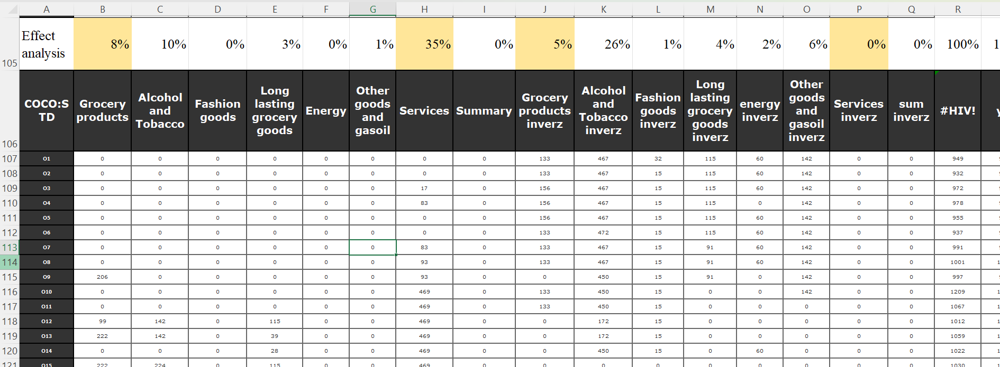 A B C D E F G H I J K L M N O P Q R
105 Effect analysis 8% 10% 0% 3% 0% 1% 35% 0% 5% 26% 1% 4% 2% 6% 0% 0% 100% 1
106 COCO:STD Grocery products Alcohol and Tobacco Fashion goods Long lasting grocery goods Energy Other goods and gasoil Services Summary Grocery products inverz Alcohol and Tobacco inverz Fashion goods inverz Long lasting grocery goods inverz energy inverz Other goods and gasoil inverz Services inverz sum inverz #HIV!
107 O1 0 0 0 0 0 0 0 0 133 467 32 115 60 142 0 0 949
108 O2 0 0 0 0 0 0 0 0 133 467 15 115 60 142 0 0 932
109 O3 0 0 0 0 0 0 17 0 156 467 15 115 60 142 0 0 972
110 O4 0 0 0 0 0 0 83 0 156 467 15 115 0 142 0 0 978
111 O5 0 0 0 0 0 0 0 0 156 467 15 115 60 142 0 0 955
112 O6 0 0 0 0 0 0 0 0 133 472 15 115 60 142 0 0 937
113 O7 0 0 0 0 0 0 83 0 133 467 15 91 60 142 0 0 991
114 O8 0 0 0 0 0 0 93 0 133 467 15 91 60 142 0 0 1001
115 O9 206 0 0 0 0 0 93 0 0 450 15 91 0 142 0 0 997
116 O10 0 0 0 0 0 0 469 0 133 450 15 0 0 142 0 0 1209
117 O11 0 0 0 0 0 0 469 0 133 450 15 0 0 0 0 0 1067
118 O12 99 142 0 115 0 0 469 0 0 172 15 0 0 0 0 0 1012
119 O13 222 142 0 39 0 0 469 0 0 172 15 0 0 0 0 0 1059
120 O14 0 0 0 28 0 0 469 0 0 450 15 0 60 0 0 0 1022
121 O15 222 224 0 115 0 0 469 0 0 0 0 0 0 0 0 0 1030